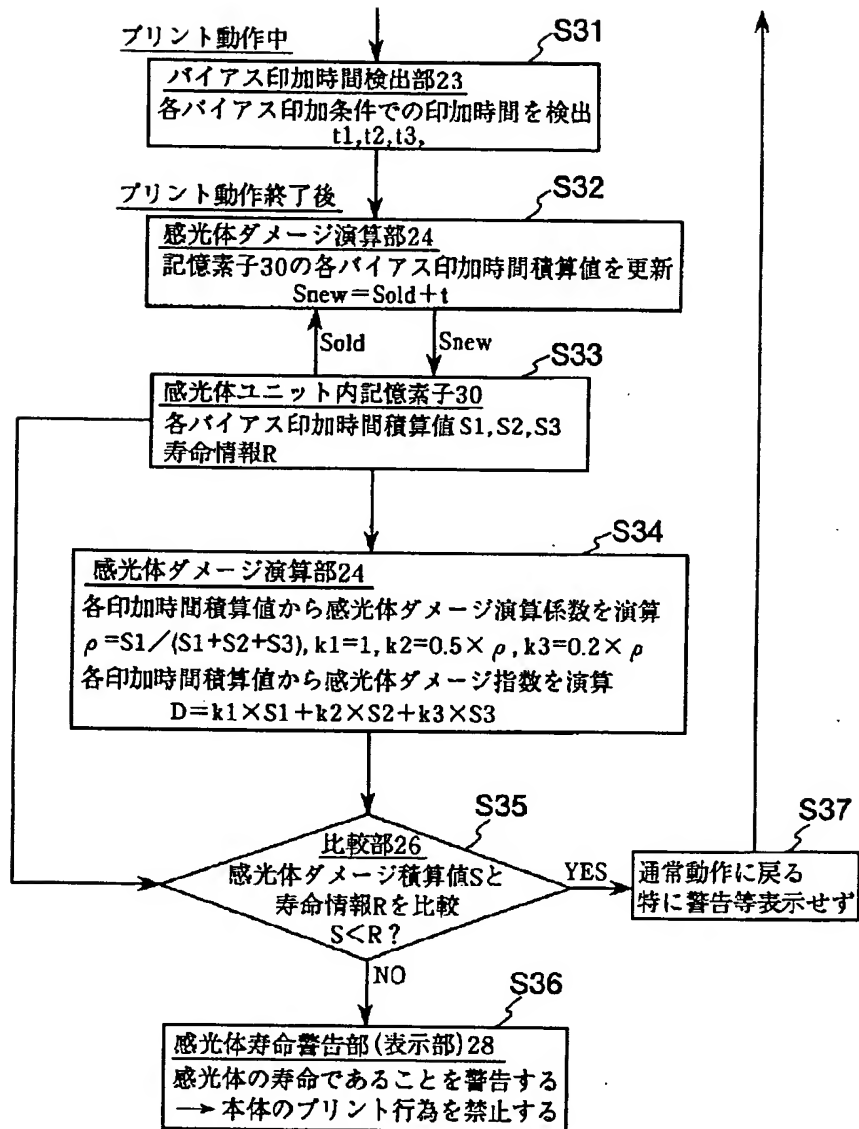 プリント動作中
S31
バイアス印加時間検出部23
各バイアス印加条件での印加時間を検出
t1,t2,t3,
プリント動作終了後
S32
感光体ダメージ演算部24
記憶素子30の各バイアス印加時間積算値を更新
Snew=Sold+t
Sold
Snew
S33
感光体ユニット内記憶素子30
各バイアス印加時間積算値S1,S2,S3
寿命情報R
S34
感光体ダメージ演算部24
各印加時間積算値から感光体ダメージ演算係数を演算
ρ=S1/(S1+S2+S3),k1=1,k2=0.5×ρ,k3=0.2×ρ
各印加時間積算値から感光体ダメージ指数を演算
D=k1×S1+k2×S2+k3×S3
S35
比較部26
感光体ダメージ積算値Sと
寿命情報Rを比較
S<R?
YES
S37
通常動作に戻る
特に警告等表示せず
NO
S36
感光体寿命警告部(表示部)28
感光体の寿命であることを警告する
→本体のプリント行為を禁止する